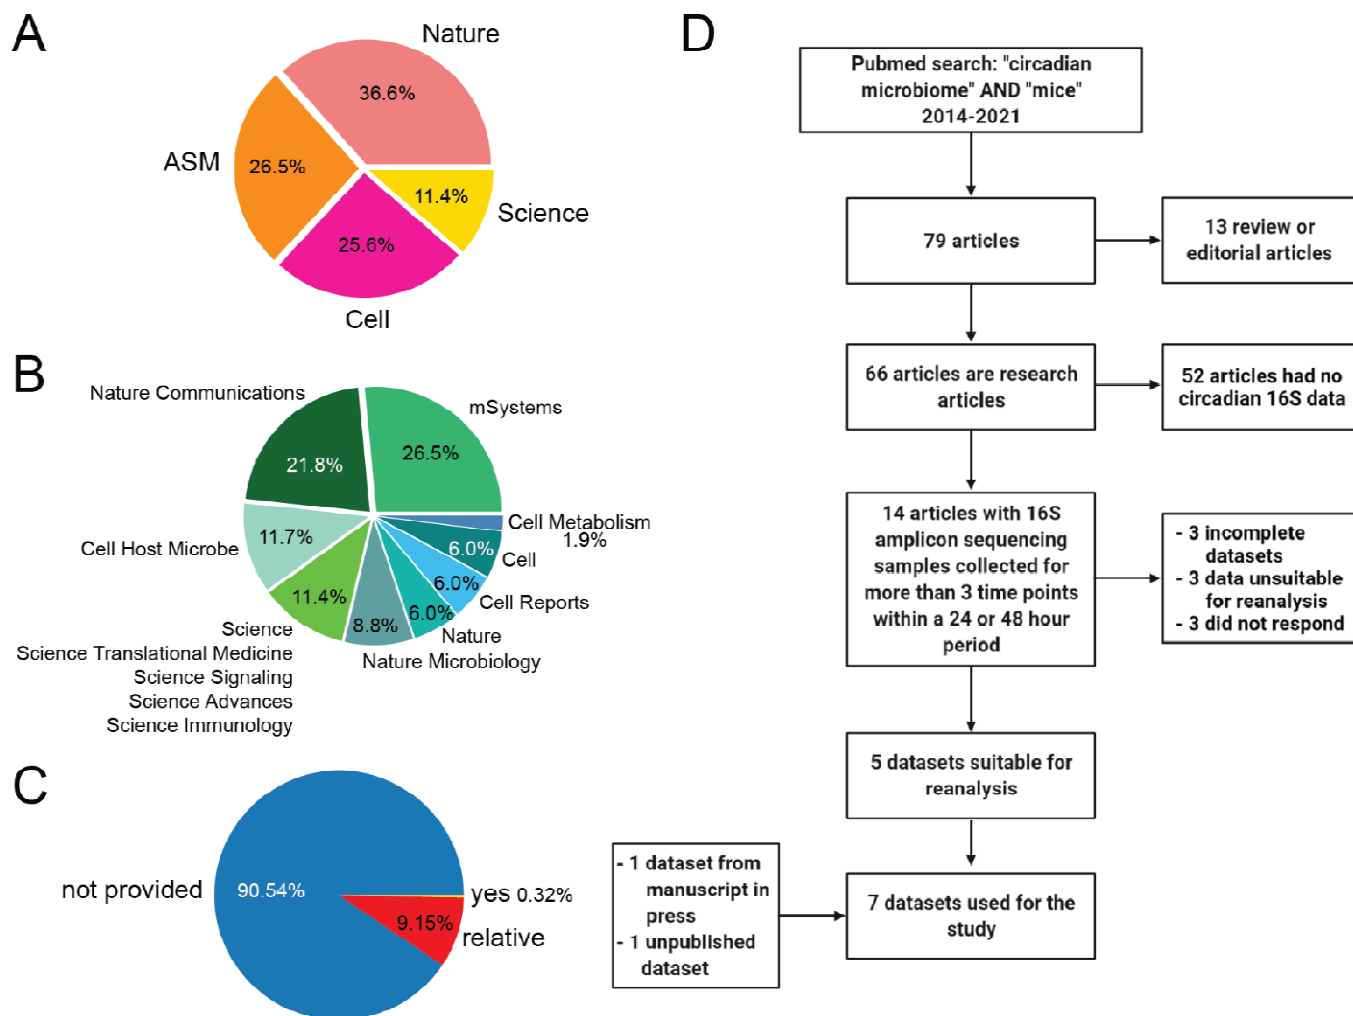 A
Nature
36.6%
ASM
26.5%
11.4%
Science
25.6%
Cell
B
Nature Communications
mSystems
21.8%
26.5%
Cell Host Microbe
11.7%
Cell Metabolism
1.9%
6.0%
Cell
6.0%
Cell Reports
11.4%
8.8%
6.0%
Nature
Nature Microbiology
Science
Science Translational Medicine
Science Signaling
Science Advances
Science Immunology
C
not provided
90.54%
yes 0.32%
9.15%
relative
D
Pubmed search: "circadian
microbiome" AND "mice"
2014-2021
79 articles
13 review or
editorial articles
66 articles are research
articles
52 articles had no
circadian 16S data
14 articles with 16S
amplicon sequencing
samples collected for
more than 3 time points
within a 24 or 48 hour
period
- 3 incomplete
datasets
- 3 data unsuitable
for reanalysis
- 3 did not respond
5 datasets suitable for
reanalysis
- 1 dataset from
manuscript in
press
- 1 unpublished
dataset
7 datasets used for the
study